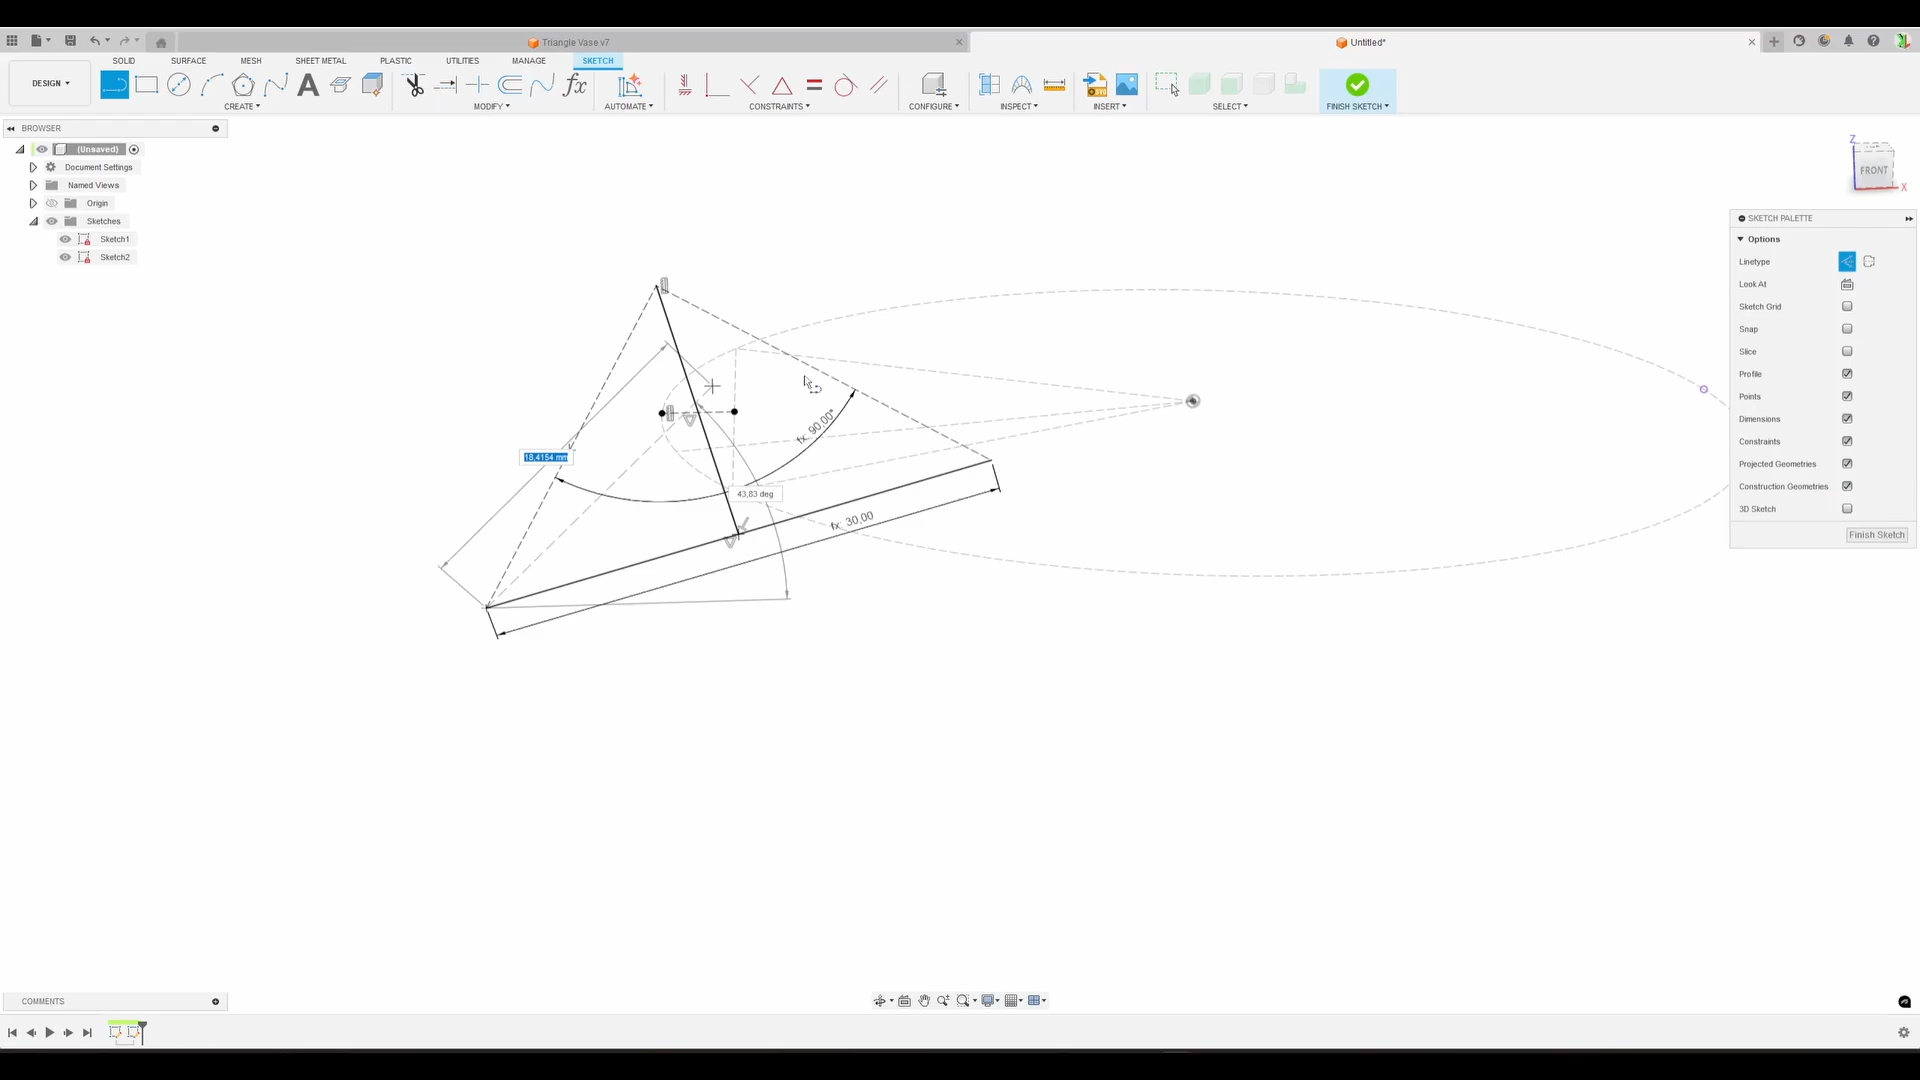 Triangle Vase v7
Untitled*
SOLID SURFACE MESH SHEET METAL PLASTIC UTILITIES MANAGE SKETCH
DESIGN
CREATE MODIFY AUTOMATE CONSTRAINTS CONFIGURE INSPECT INSERT SELECT FINISH SKETCH
BROWSER
(Unsaved)
Document Settings
Named Views
Origin
Sketches
Sketch1
Sketch2
Z
FRONT
X
SKETCH PALETTE
Options
Linetype
Look At
Sketch Grid
Snap
Slice
Profile
Points
Dimensions
Constraints
Projected Geometries
Construction Geometries
3D Sketch
Finish Sketch
fx: 90,00°
18,4154 mm
43,83 deg
fx: 30,00
COMMENTS